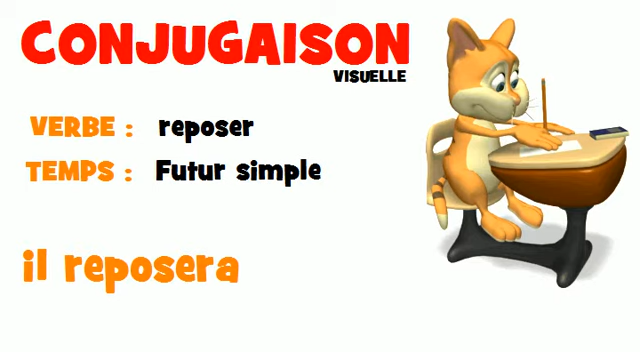 CONJUGAISON
VISUELLE
VERBE : reposer
TEMPS : Futur simple
il reposera